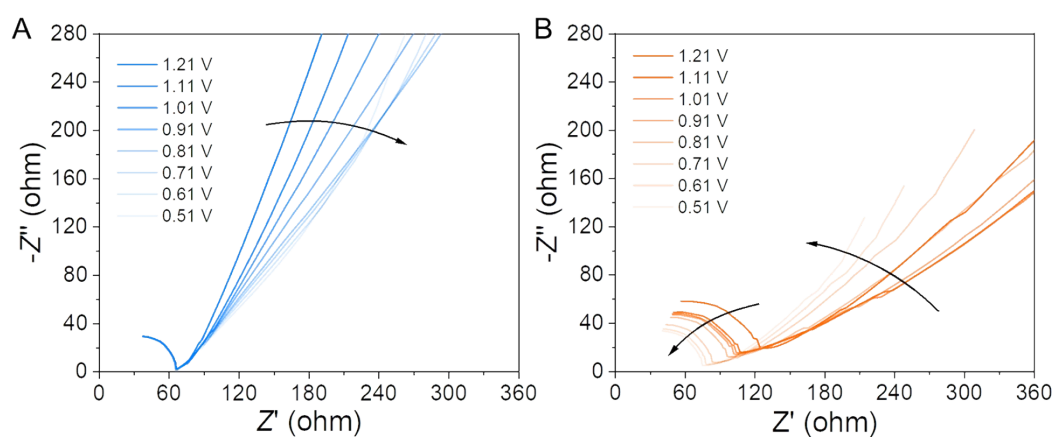 A
280
240
200
160
120
80
40
0
-Z" (ohm)
1.21 V
1.11 V
1.01 V
0.91 V
0.81 V
0.71 V
0.61 V
0.51 V
0 60 120 180 240 300 360
Z' (ohm)
B
280
240
200
160
120
80
40
0
-Z" (ohm)
1.21 V
1.11 V
1.01 V
0.91 V
0.81 V
0.71 V
0.61 V
0.51 V
0 60 120 180 240 300 360
Z' (ohm)